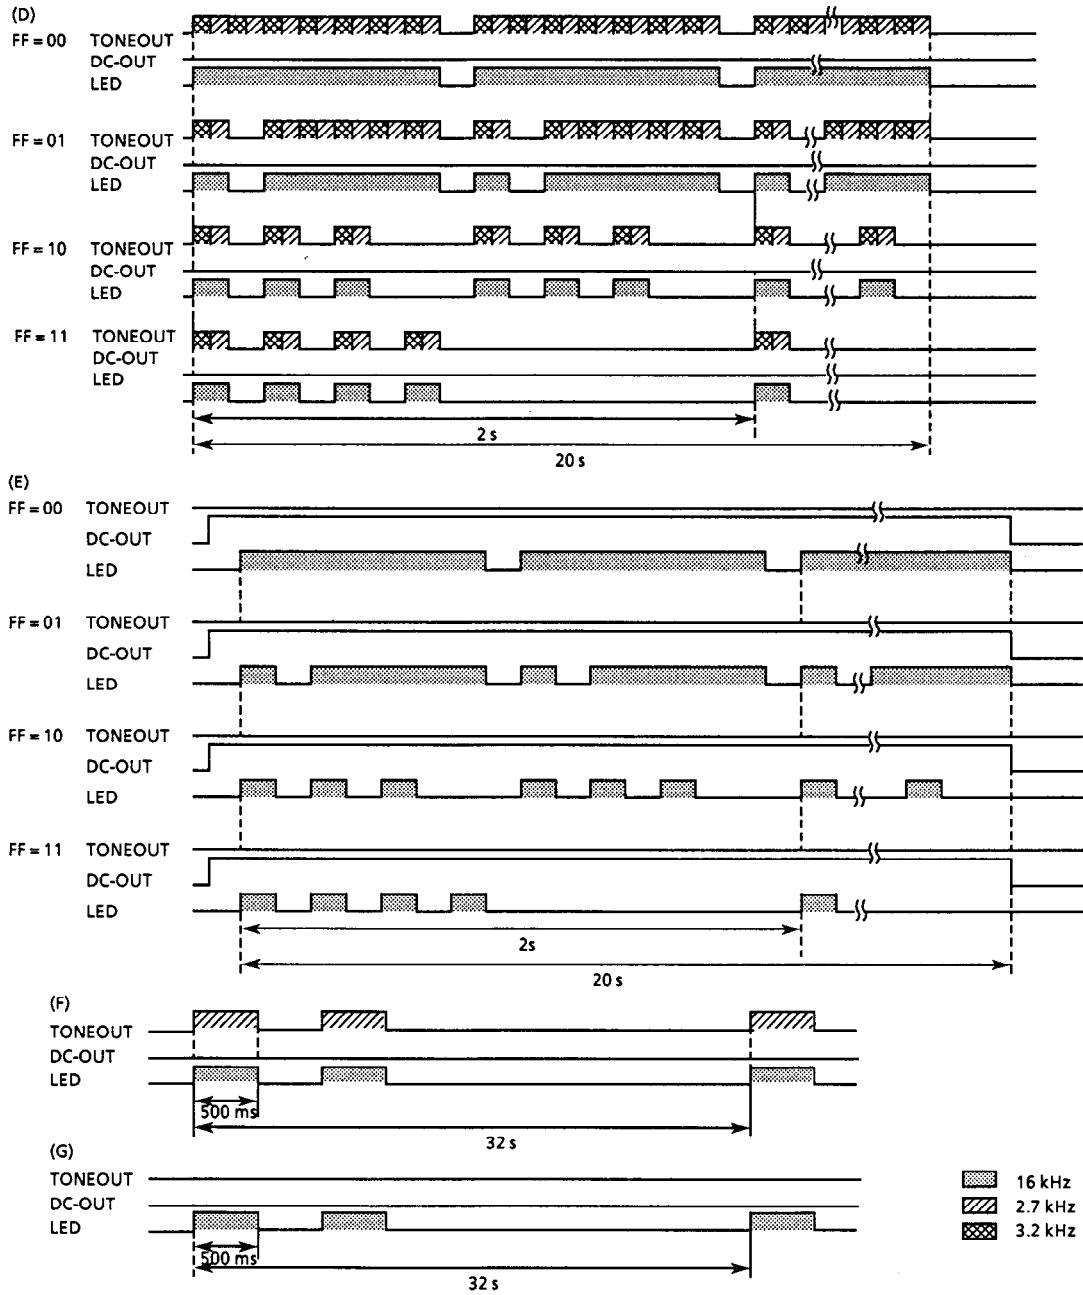 (D)
FF = 00 TONEOUT
DC-OUT
LED
FF = 01 TONEOUT
DC-OUT
LED
FF = 10 TONEOUT
DC-OUT
LED
FF = 11 TONEOUT
DC-OUT
LED
2 s
20 s
(E)
FF = 00 TONEOUT
DC-OUT
LED
FF = 01 TONEOUT
DC-OUT
LED
FF = 10 TONEOUT
DC-OUT
LED
FF = 11 TONEOUT
DC-OUT
LED
2s
20 s
(F)
TONEOUT
DC-OUT
LED
500 ms
32 s
(G)
TONEOUT
DC-OUT
LED
500 ms
32 s
16 kHz
2.7 kHz
3.2 kHz